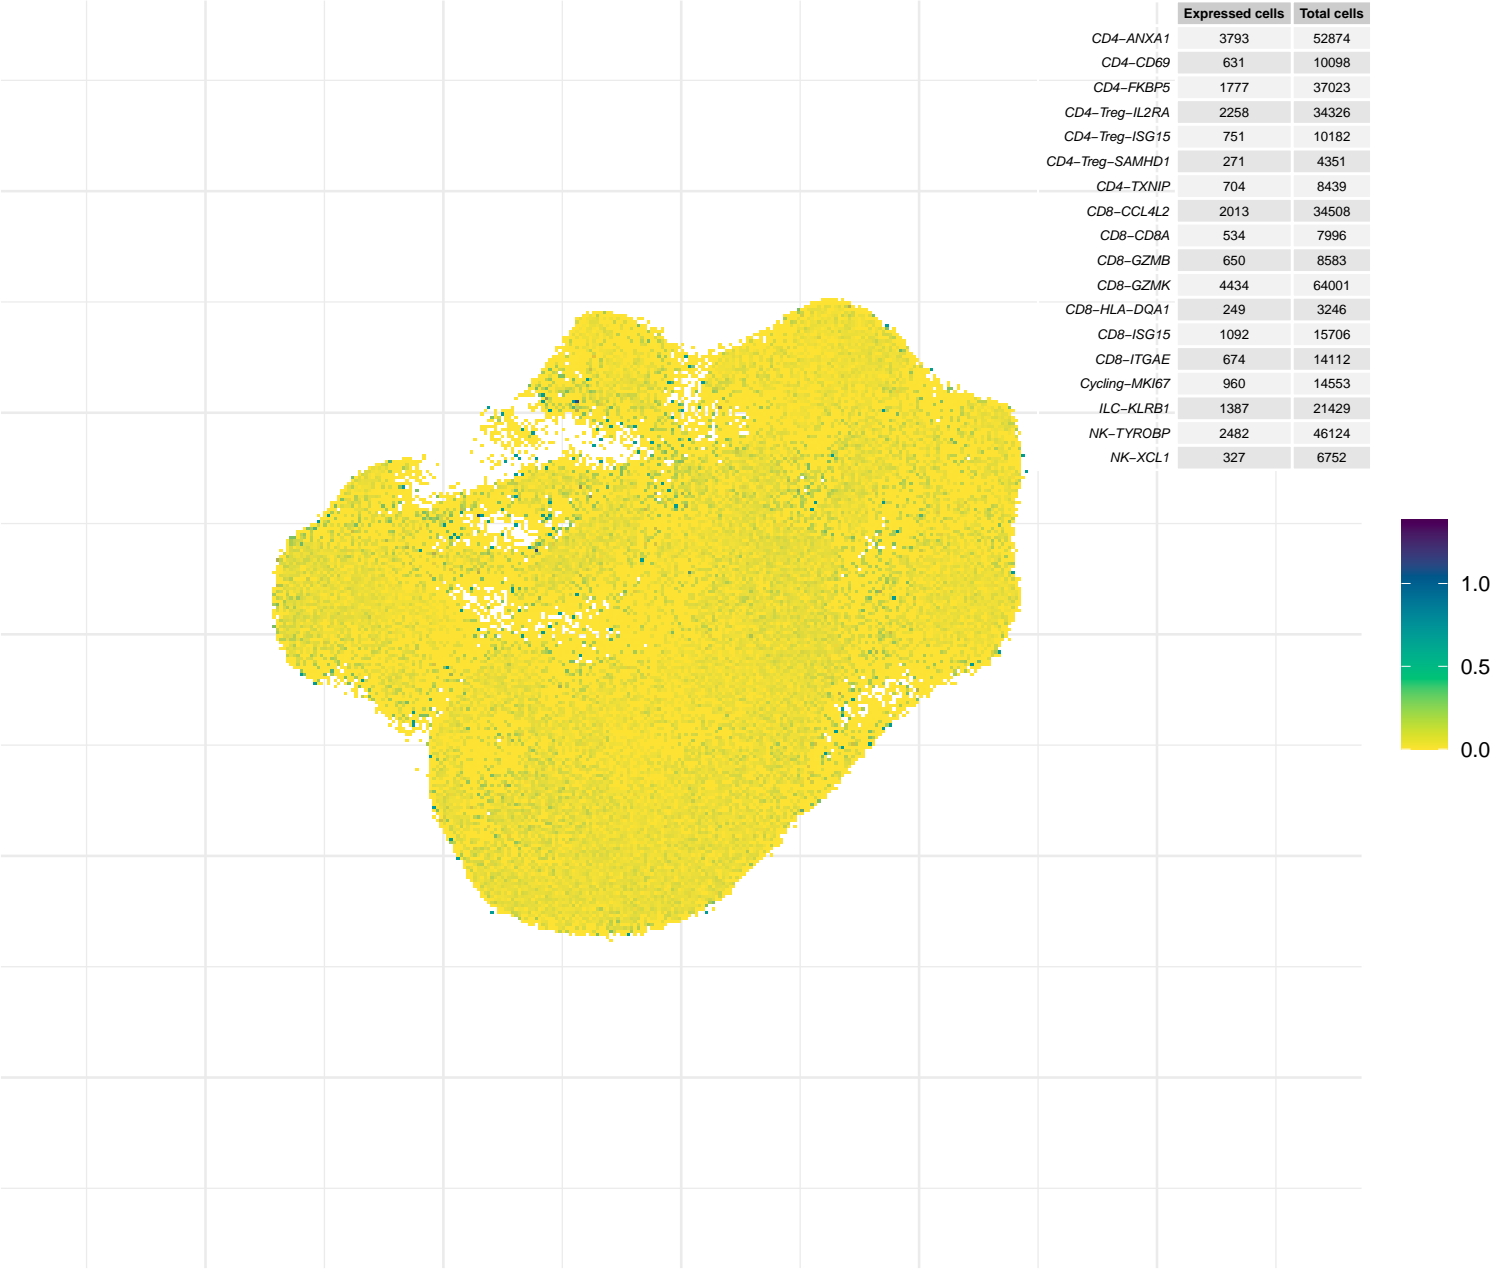 Expressed cells Total cells
CD4−ANXA1 3793 52874
CD4−CD69 631 10098
CD4−FKBP5 1777 37023
CD4−Treg−IL2RA 2258 34326
CD4−Treg−ISG15 751 10182
CD4−Treg−SAMHD1 271 4351
CD4−TXNIP 704 8439
CD8−CCL4L2 2013 34508
CD8−CD8A 534 7996
CD8−GZMB 650 8583
CD8−GZMK 4434 64001
CD8−HLA−DQA1 249 3246
CD8−ISG15 1092 15706
CD8−ITGAE 674 14112
Cycling−MKI67 960 14553
ILC−KLRB1 1387 21429
NK−TYROBP 2482 46124
NK−XCL1 327 6752
1.0
0.5
0.0